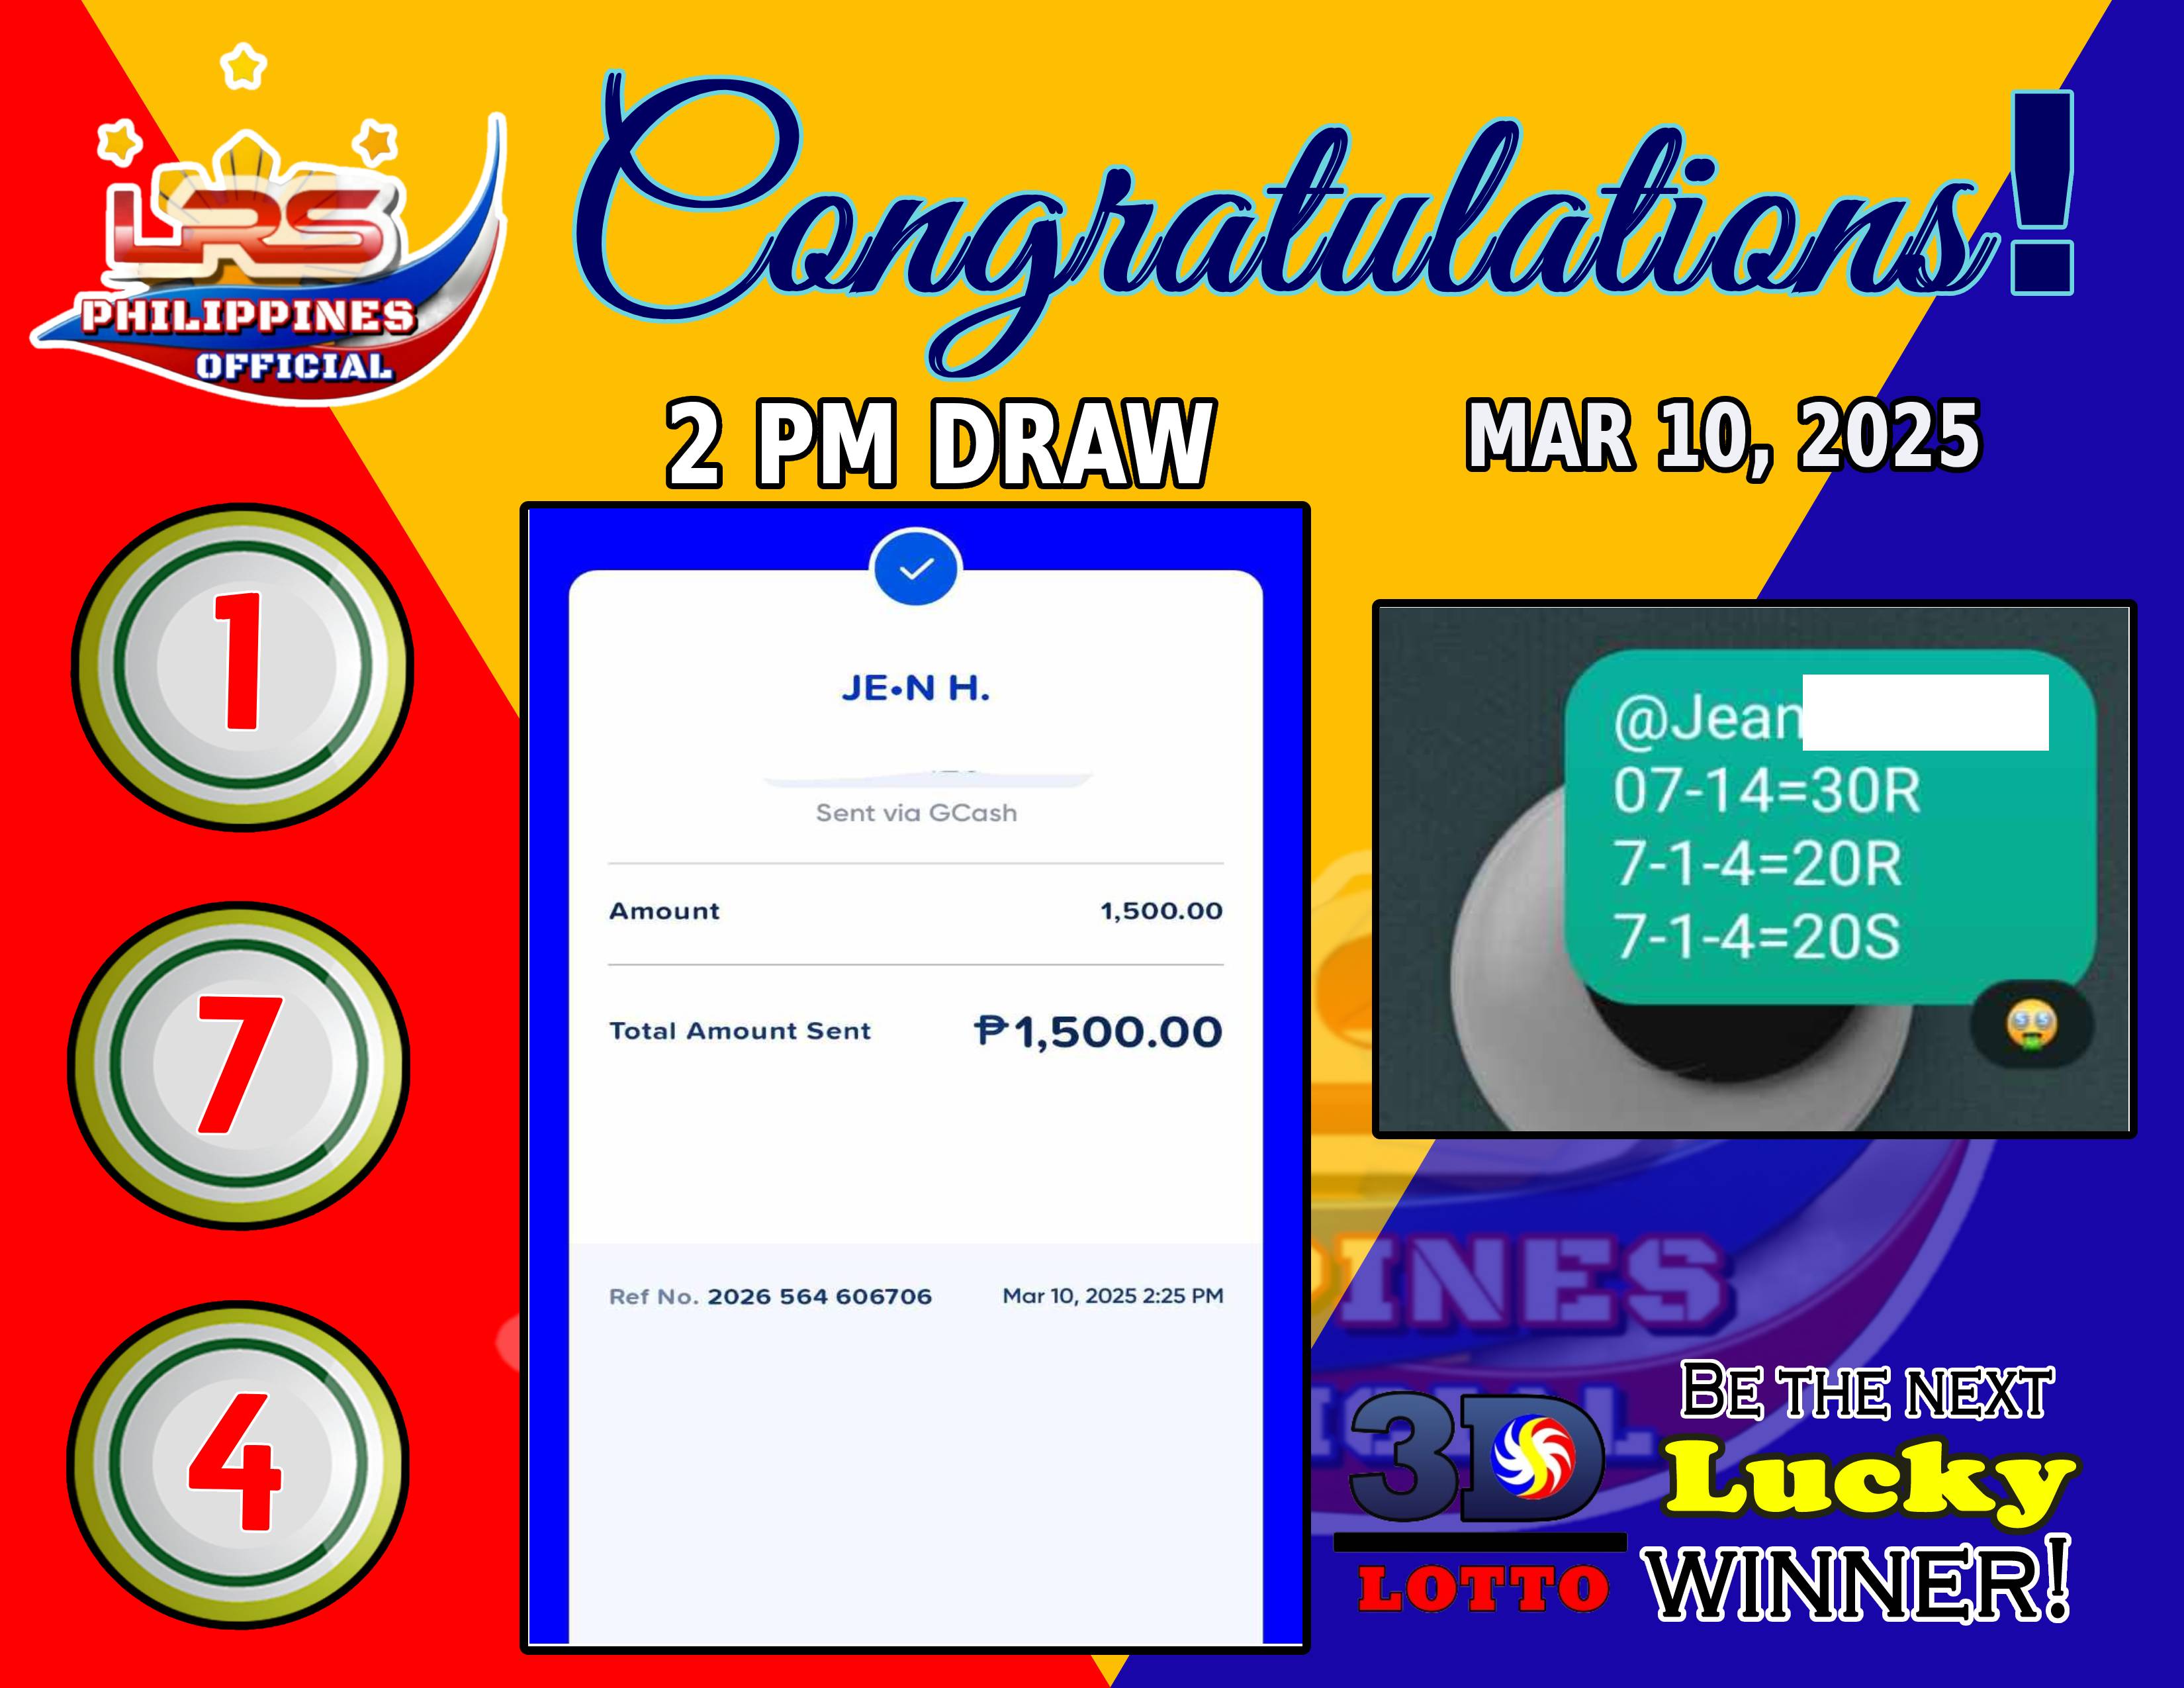 LRS
PHILIPPINES
OFFICIAL
Congratulations!
2 PM DRAW
MAR 10, 2025
1
7
4
JE•N H.
Sent via GCash
Amount 1,500.00
Total Amount Sent ₱1,500.00
Ref No. 2026 564 606706 Mar 10, 2025 2:25 PM
@Jean
07-14=30R
7-1-4=20R
7-1-4=20S
PINES
3D
LOTTO
BE THE NEXT
Lucky
WINNER!